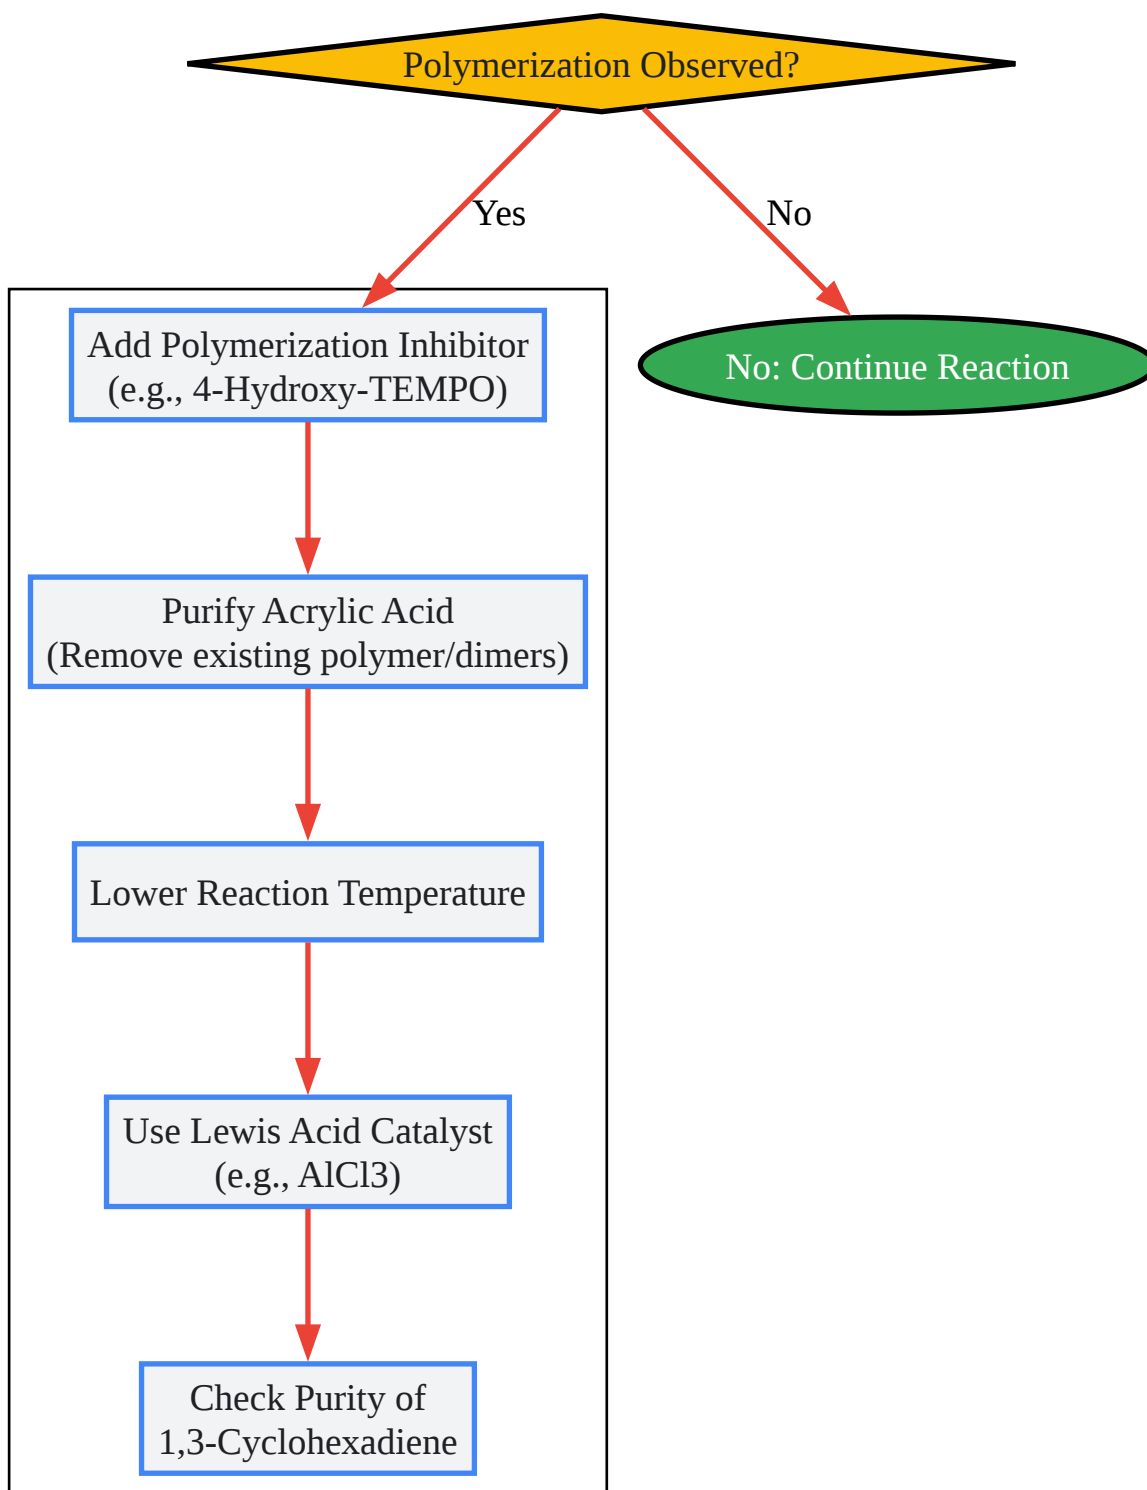 Polymerization Observed?
Yes
No
Add Polymerization Inhibitor
(e.g., 4-Hydroxy-TEMPO)
No: Continue Reaction
Purify Acrylic Acid
(Remove existing polymer/dimers)
Lower Reaction Temperature
Use Lewis Acid Catalyst
(e.g., AlCl3)
Check Purity of
1,3-Cyclohexadiene